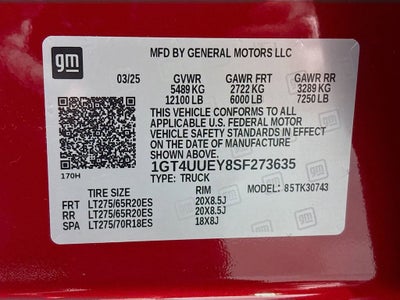 gm
MFD BY GENERAL MOTORS LLC
03/25 GVWR GAWR FRT GAWR RR
5489 KG 2722 KG 3289 KG
12100 LB 6000 LB 7250 LB
THIS VEHICLE CONFORMS TO ALL
APPLICABLE U.S. FEDERAL MOTOR
VEHICLE SAFETY STANDARDS IN EFFECT
ON THE DATE OF MANUFACTURE
SHOWN ABOVE.
170H 1GT4UUEY8SF273635
TYPE: TRUCK
TIRE SIZE RIM MODEL: 85TK30743
FRT LT275/65R20ES 20X8.5J
RR LT275/65R20ES 20X8.5J
SPA LT275/70R18ES 18X8J